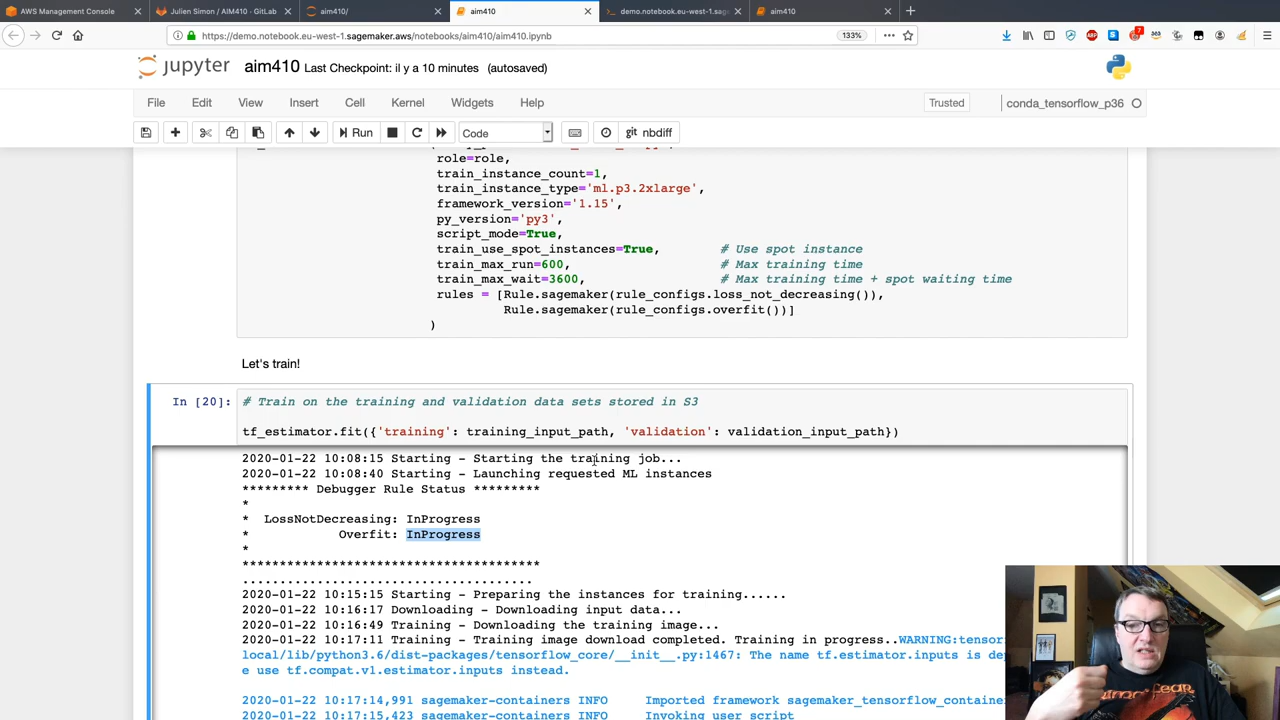 AWS Management Console
Julien Simon / AIM410 · GitLab
aim410/
aim410
demo.notebook.eu-west-1.sage
aim410
https://demo.notebook.eu-west-1.sagemaker.aws/notebooks/aim410/aim410.ipynb
133%
jupyter aim410 Last Checkpoint: il y a 10 minutes (autosaved)
File Edit View Insert Cell Kernel Widgets Help
Trusted
conda_tensorflow_p36
Run
Code
git nbdiff
role=role,
train_instance_count=1,
train_instance_type='ml.p3.2xlarge',
framework_version='1.15',
py_version='py3',
script_mode=True,
train_use_spot_instances=True, # Use spot instance
train_max_run=600, # Max training time
train_max_wait=3600, # Max training time + spot waiting time
rules = [Rule.sagemaker(rule_configs.loss_not_decreasing()),
Rule.sagemaker(rule_configs.overfit())]
)
Let's train!
In [20]: # Train on the training and validation data sets stored in S3
tf_estimator.fit({'training': training_input_path, 'validation': validation_input_path})
2020-01-22 10:08:15 Starting - Starting the training job...
2020-01-22 10:08:40 Starting - Launching requested ML instances
********* Debugger Rule Status *********
*
* LossNotDecreasing: InProgress
* Overfit: InProgress
*
****************************************
.......................................
2020-01-22 10:15:15 Starting - Preparing the instances for training......
2020-01-22 10:16:17 Downloading - Downloading input data...
2020-01-22 10:16:49 Training - Downloading the training image...
2020-01-22 10:17:11 Training - Training image download completed. Training in progress..WARNING:tensor
local/lib/python3.6/dist-packages/tensorflow_core/__init__.py:1467: The name tf.estimator.inputs is dep
e use tf.compat.v1.estimator.inputs instead.
2020-01-22 10:17:14,991 sagemaker-containers INFO Imported framework sagemaker_tensorflow_container
2020-01-22 10:17:15,423 sagemaker-containers INFO Invoking user script